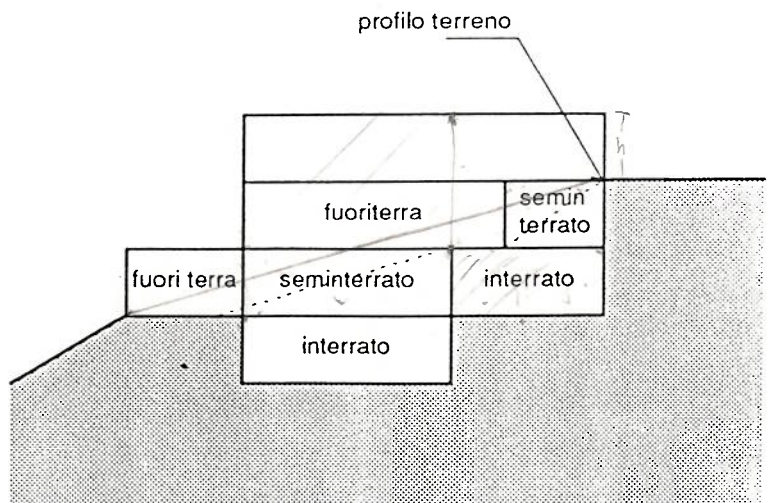 profilo terreno
h
fuoriterra
semin
terrato
fuori terra
seminterrato
interrato
interrato